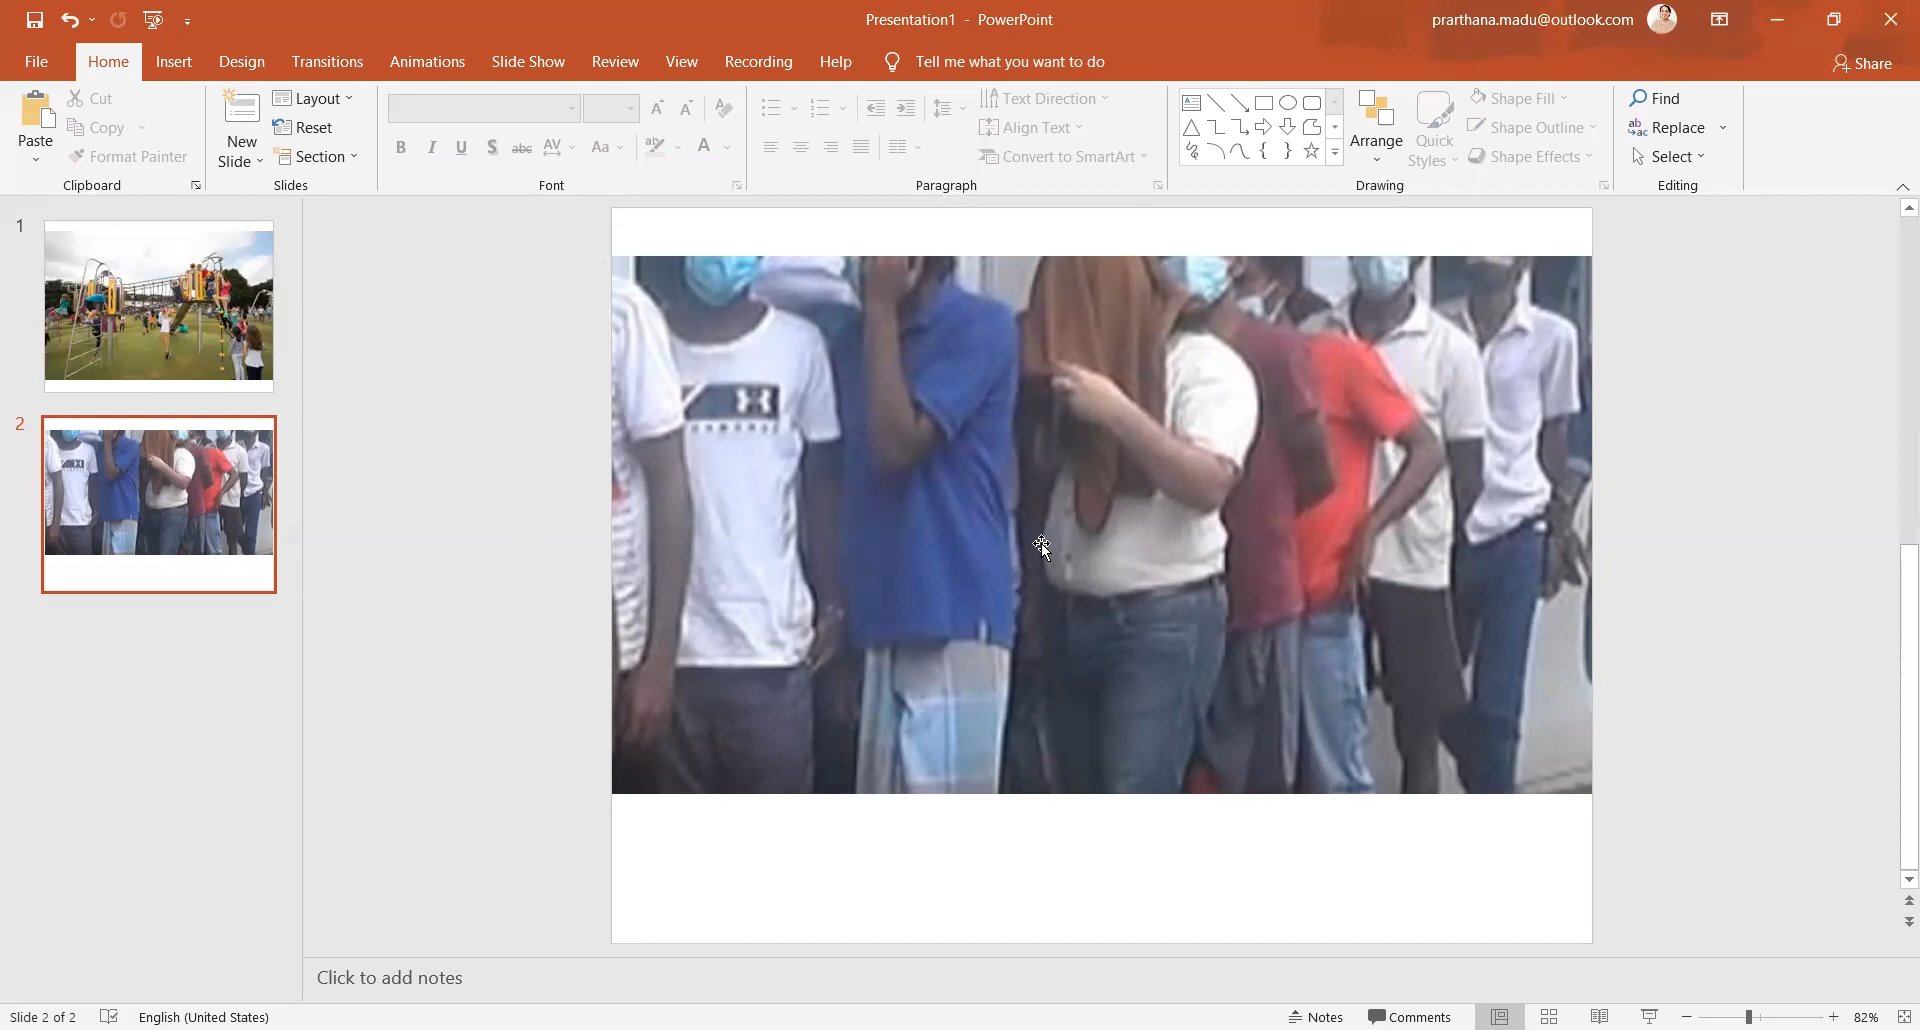 Presentation1 - PowerPoint
prarthana.madu@outlook.com
File Home Insert Design Transitions Animations Slide Show Review View Recording Help Tell me what you want to do Share
Paste
Cut
Copy
Format Painter
Clipboard
New
Slide
Layout
Reset
Section
Slides
B I U S abc AV Aa A
Font
Text Direction
Align Text
Convert to SmartArt
Paragraph
Arrange
Quick
Styles
Shape Fill
Shape Outline
Shape Effects
Drawing
Find
Replace
Select
Editing
1
2
Click to add notes
Slide 2 of 2
English (United States)
Notes
Comments
82%